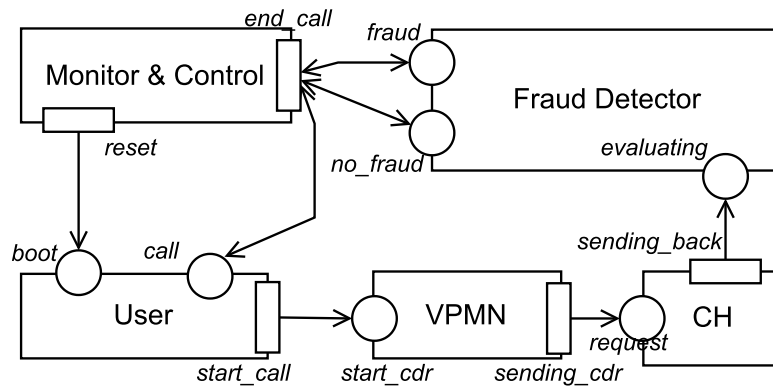 end_call
fraud
Monitor & Control
Fraud Detector
reset
no_fraud
evaluating
boot
call
sending_back
User
VPMN
CH
request
start_call
start_cdr
sending_cdr